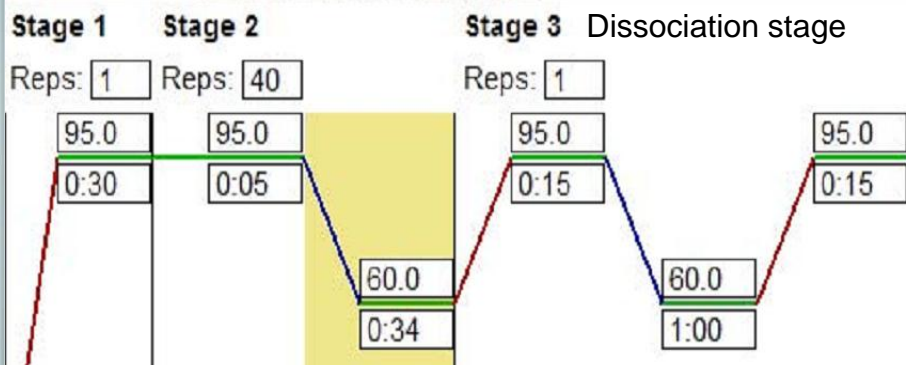 Stage 1 Stage 2 Stage 3 Dissociation stage
Reps: 1 Reps: 40 Reps: 1
95.0 95.0 95.0 95.0
0:30 0:05 0:15 0:15
60.0 60.0
0:34 1:00